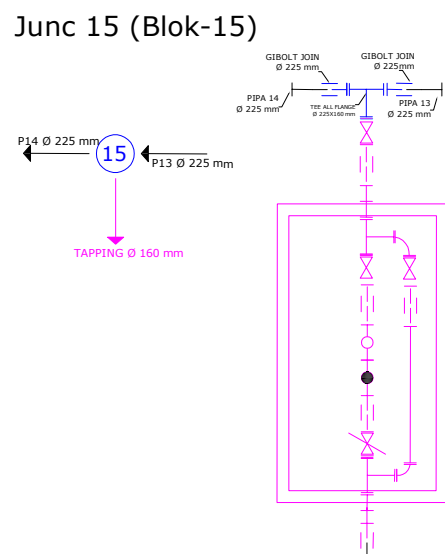 Junc 15 (Blok-15)
GIBOLT JOIN
Ø 225 mm
GIBOLT JOIN
Ø 225mm
PIPA 14
Ø 225 mm
TEE ALL FLANGE
Ø 225X160 mm
PIPA 13
Ø 225 mm
P14 Ø 225 mm
15
P13 Ø 225 mm
TAPPING Ø 160 mm